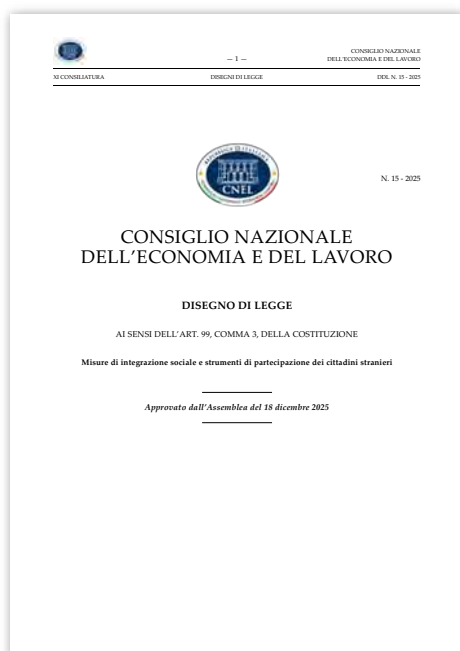 — 1 —
CONSIGLIO NAZIONALE
DELL'ECONOMIA E DEL LAVORO
XI CONSILIATURA DISEGNI DI LEGGE DDL N. 15 - 2025
REPUBBLICA ITALIANA
CNEL
N. 15 - 2025
CONSIGLIO NAZIONALE
DELL'ECONOMIA E DEL LAVORO
DISEGNO DI LEGGE
AI SENSI DELL'ART. 99, COMMA 3, DELLA COSTITUZIONE
Misure di integrazione sociale e strumenti di partecipazione dei cittadini stranieri
Approvato dall'Assemblea del 18 dicembre 2025